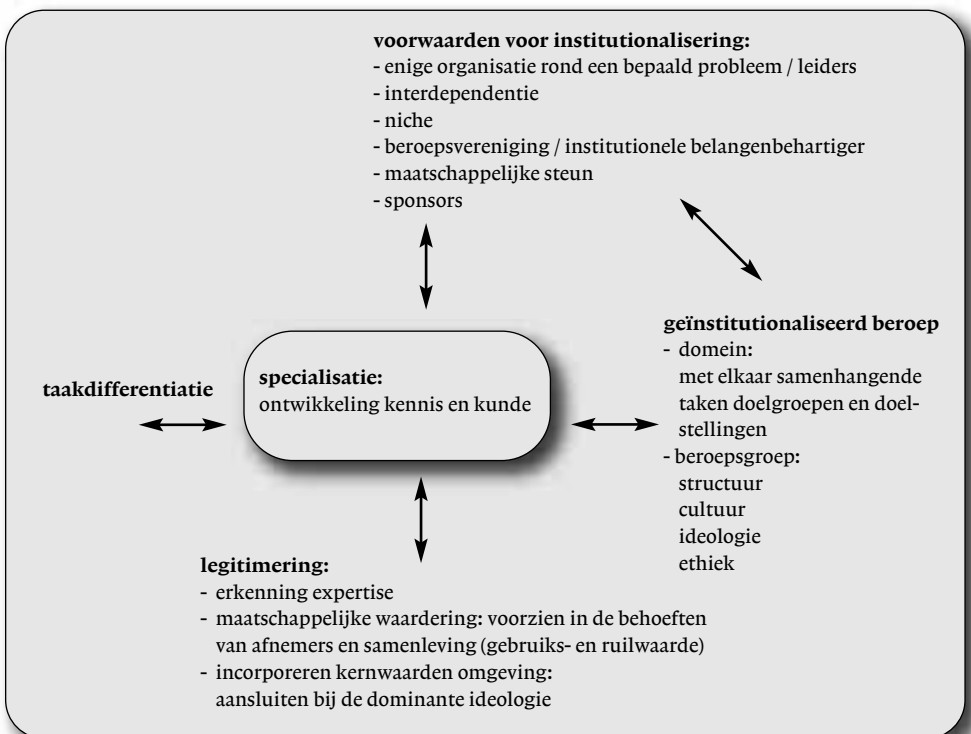 voorwaarden voor institutionalisering:
- enige organisatie rond een bepaald probleem / leiders
- interdependentie
- niche
- beroepsvereniging / institutionele belangenbehartiger
- maatschappelijke steun
- sponsors
taakdifferentiatie
specialisatie:
ontwikkeling kennis en kunde
geïnstitutionaliseerd beroep
- domein:
met elkaar samenhangende
taken doelgroepen en doel-
stellingen
- beroepsgroep:
structuur
cultuur
ideologie
ethiek
legitimering:
- erkenning expertise
- maatschappelijke waardering: voorzien in de behoeften
van afnemers en samenleving (gebruiks- en ruilwaarde)
- incorporeren kernwaarden omgeving:
aansluiten bij de dominante ideologie